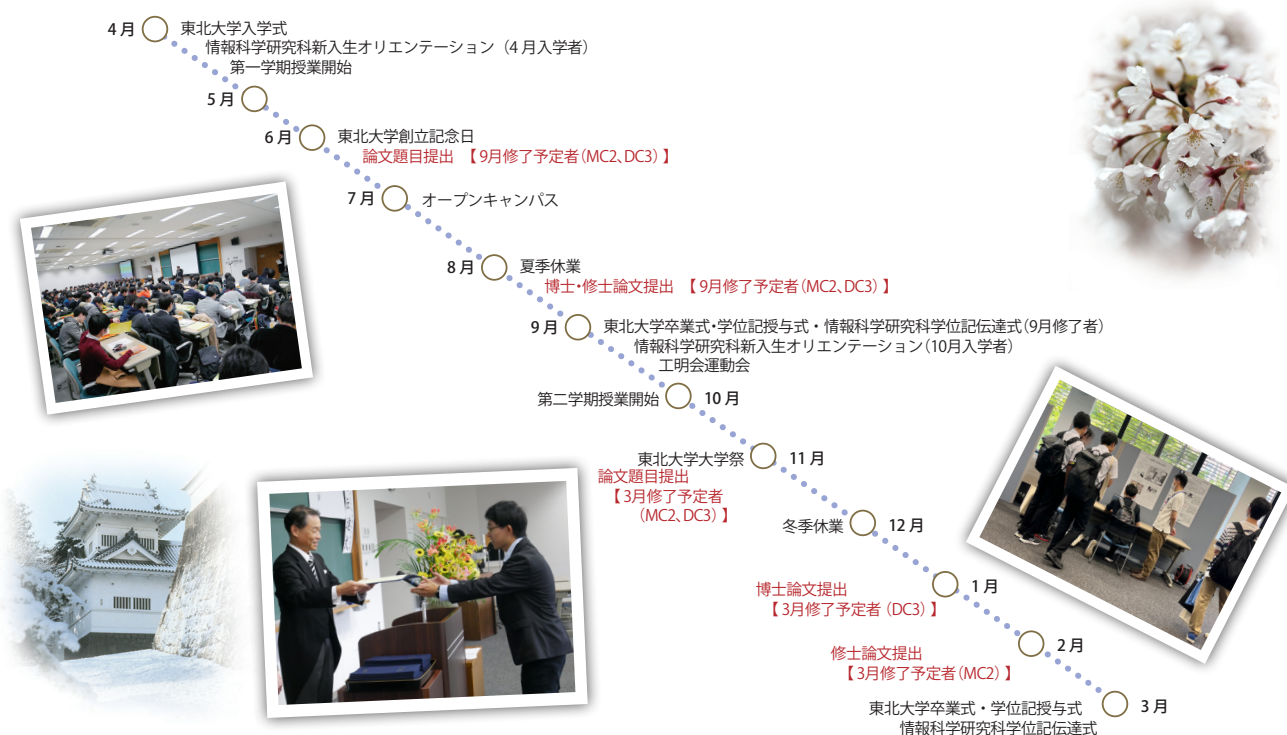 4月
東北大学入学式
情報科学研究科新入生オリエンテーション（4月入学者）
第一学期授業開始
5月
6月
東北大学創立記念日
論文題目提出 【9月修了予定者（MC2、DC3）】
7月
オープンキャンパス
8月
夏季休業
博士・修士論文提出 【9月修了予定者（MC2、DC3）】
9月
東北大学卒業式・学位記授与式・情報科学研究科学位記伝達式（9月修了者）
情報科学研究科新入生オリエンテーション（10月入学者）
工明会運動会
第二学期授業開始
10月
東北大学大学祭
11月
論文題目提出
【3月修了予定者
（MC2、DC3）】
冬季休業
12月
博士論文提出
1月
【3月修了予定者（DC3）】
修士論文提出
2月
【3月修了予定者（MC2）】
東北大学卒業式・学位記授与式
3月
情報科学研究科学位記伝達式